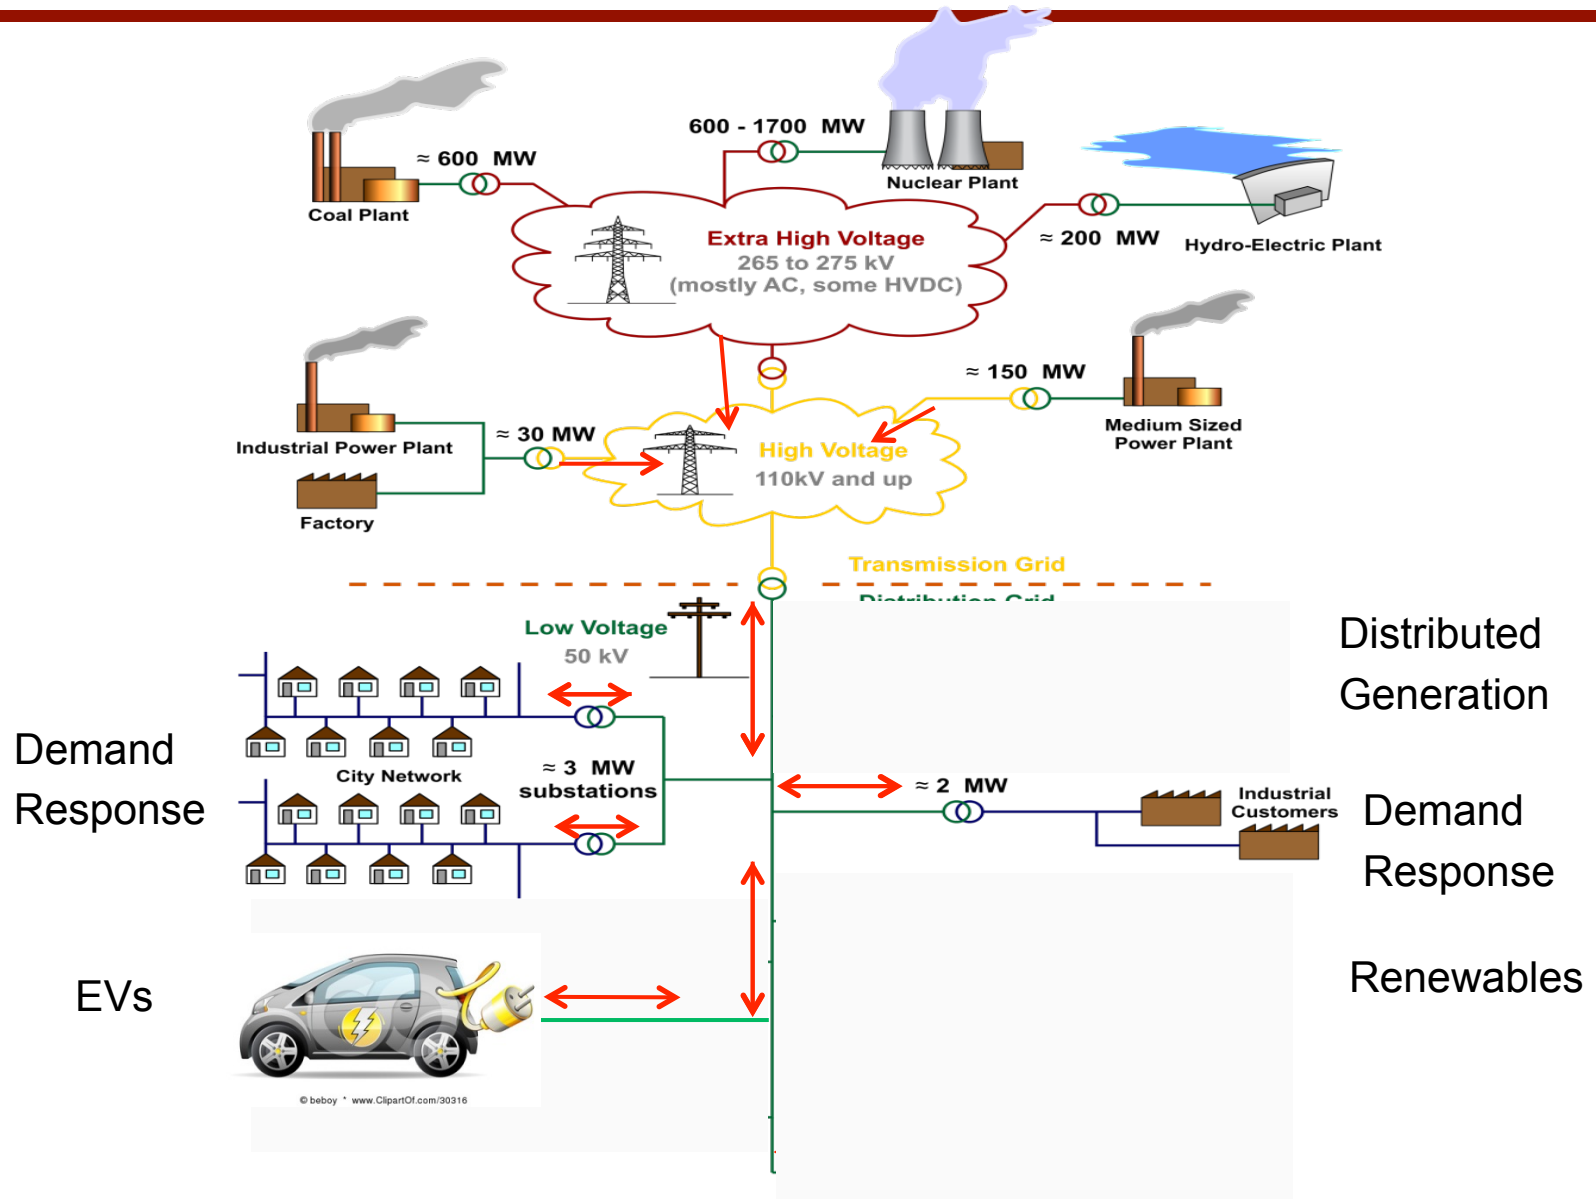 600 - 1700 MW
≈ 600 MW
Coal Plant
Nuclear Plant
≈ 200 MW
Hydro-Electric Plant
Extra High Voltage
265 to 275 kV
(mostly AC, some HVDC)
≈ 150 MW
Medium Sized
Power Plant
Industrial Power Plant
≈ 30 MW
Factory
High Voltage
110kV and up
Transmission Grid
Distribution Grid
Low Voltage
50 kV
Distributed
Generation
Demand
Response
City Network
≈ 3 MW
substations
≈ 2 MW
Industrial
Customers
Demand
Response
EVs
Renewables
© beboy * www.ClipartOf.com/30316